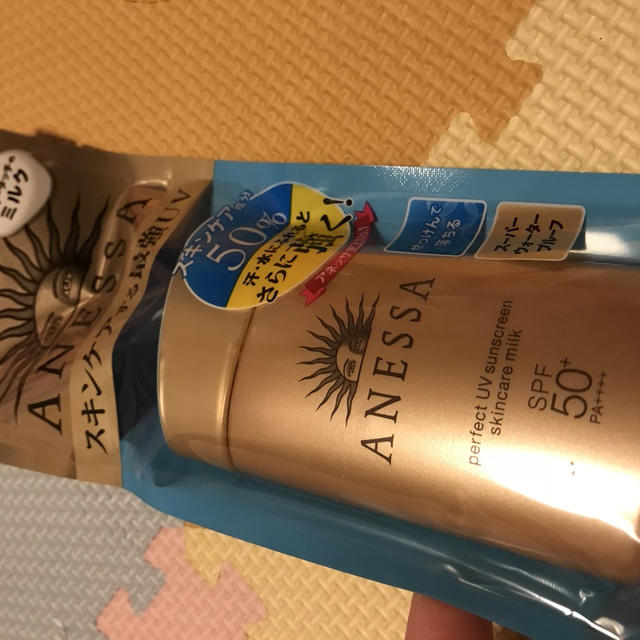 ミルク
ANESSA
スキンケアする最強UV
スキンケア成分
50%
汗・水にふれると
さらに強く!
せっけんで
落せる
スーパー
ウォーター
プルーフ
ANESSA
perfect UV sunscreen
skincare milk
SPF
50+
PA++++